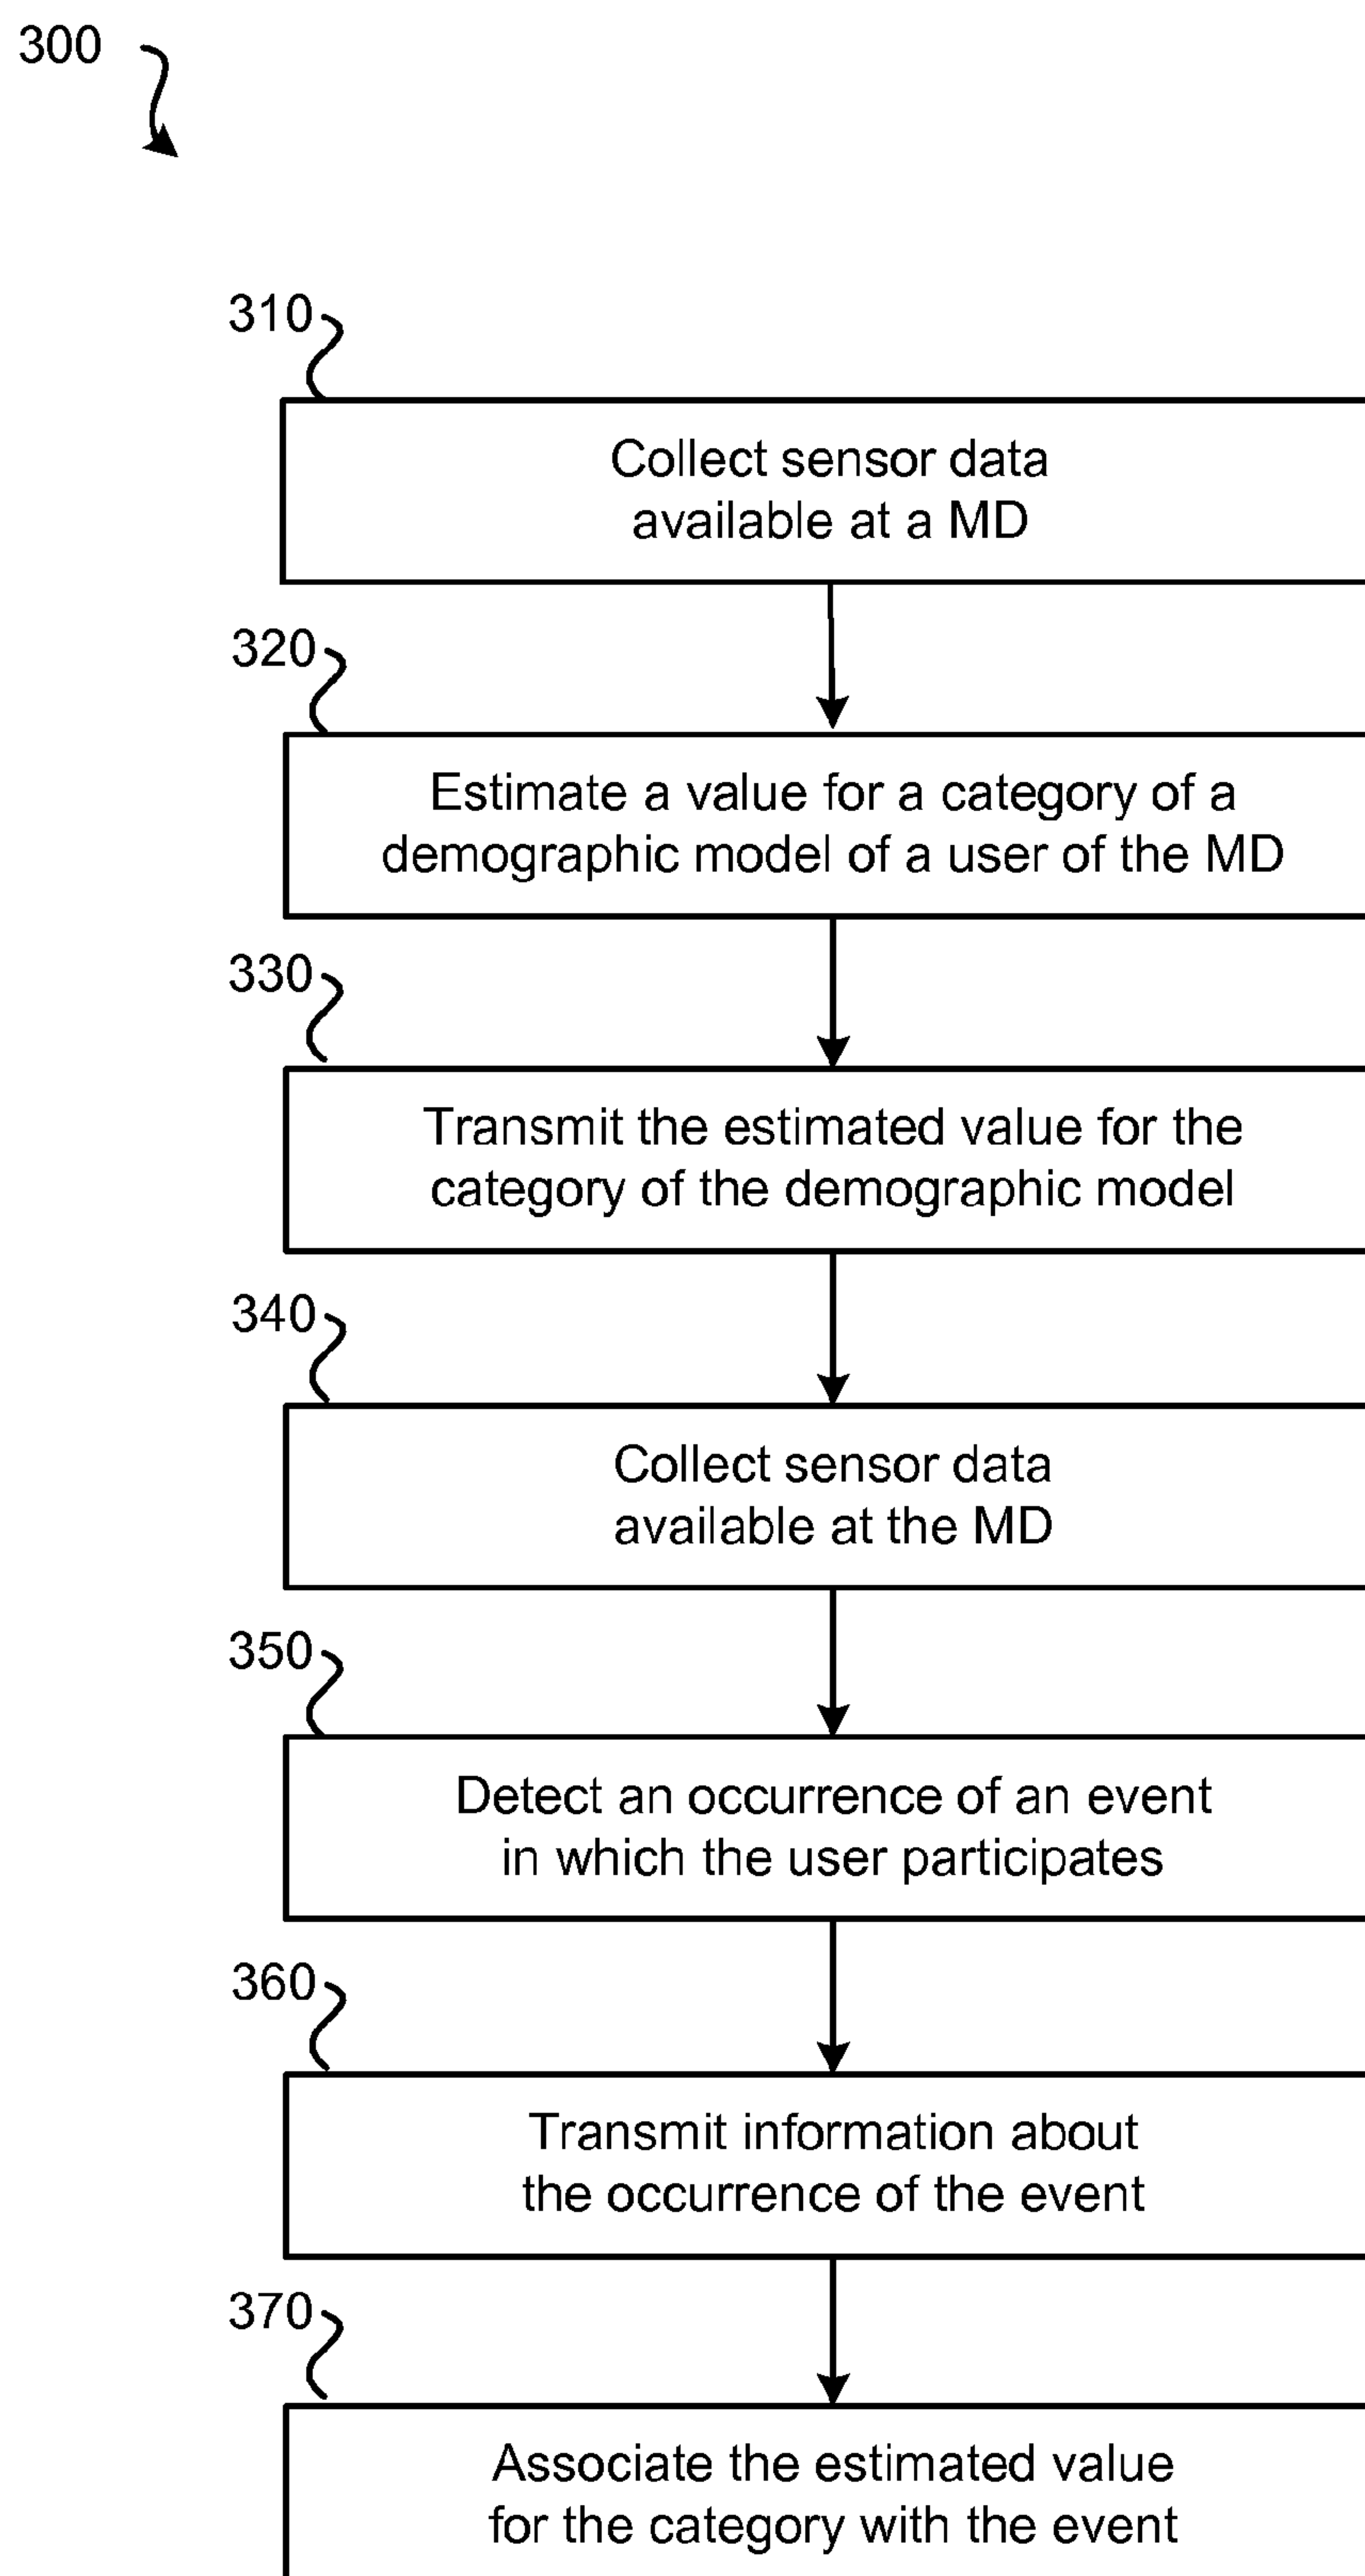 300
310
Collect sensor data
available at a MD
320
Estimate a value for a category of a
demographic model of a user of the MD
330
Transmit the estimated value for the
category of the demographic model
340
Collect sensor data
available at the MD
350
Detect an occurrence of an event
in which the user participates
360
Transmit information about
the occurrence of the event
370
Associate the estimated value
for the category with the event